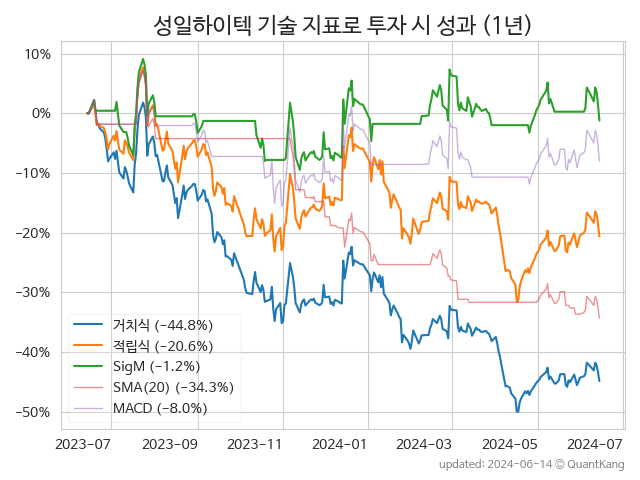 성일하이텍 기술 지표로 투자 시 성과 (1년)
10%
0%
−10%
−20%
−30%
−40%
−50%
거치식 (−44.8%)
적립식 (−20.6%)
SigM (−1.2%)
SMA(20) (−34.3%)
MACD (−8.0%)
2023-07 2023-09 2023-11 2024-01 2024-03 2024-05 2024-07
updated: 2024-06-14 © QuantKang